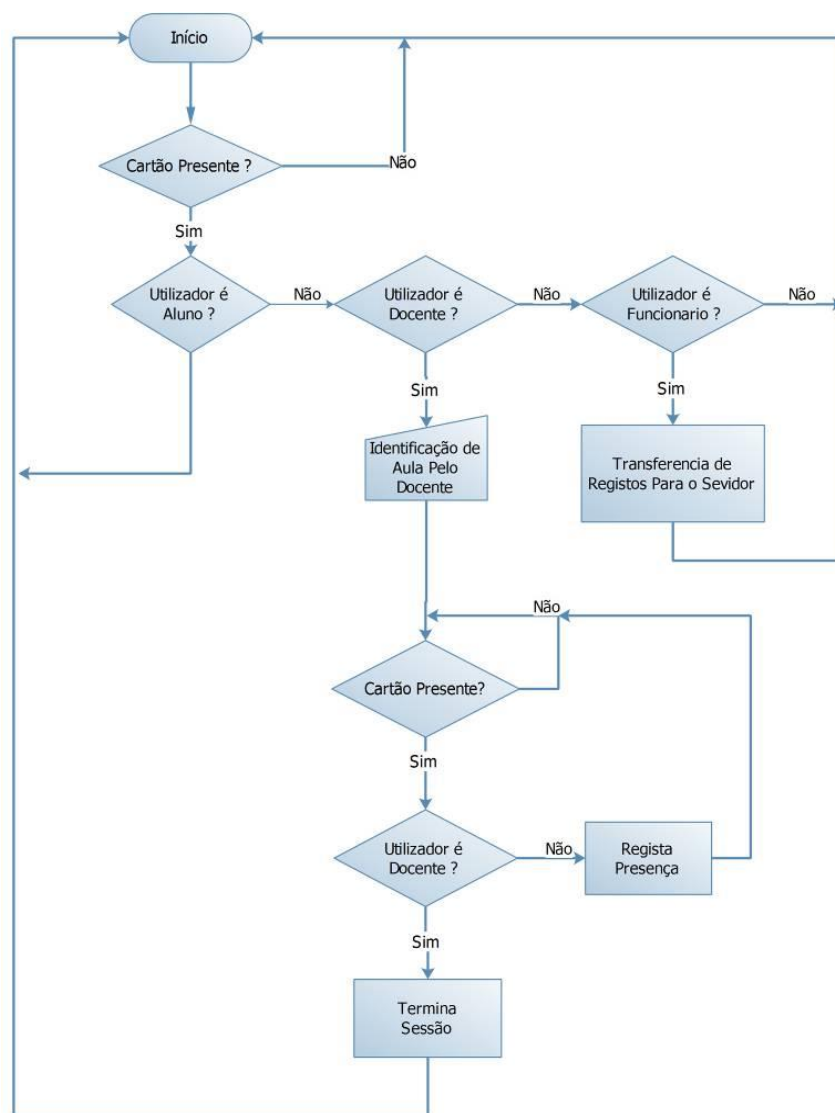 Início
Cartão Presente ?
Não
Sim
Utilizador é
Aluno ?
Não
Utilizador é
Docente ?
Não
Utilizador é
Funcionario ?
Não
Sim
Sim
Identificação de
Aula Pelo
Docente
Transferencia de
Registos Para o Sevidor
Não
Cartão Presente?
Sim
Utilizador é
Docente ?
Não
Regista
Presença
Sim
Termina
Sessão